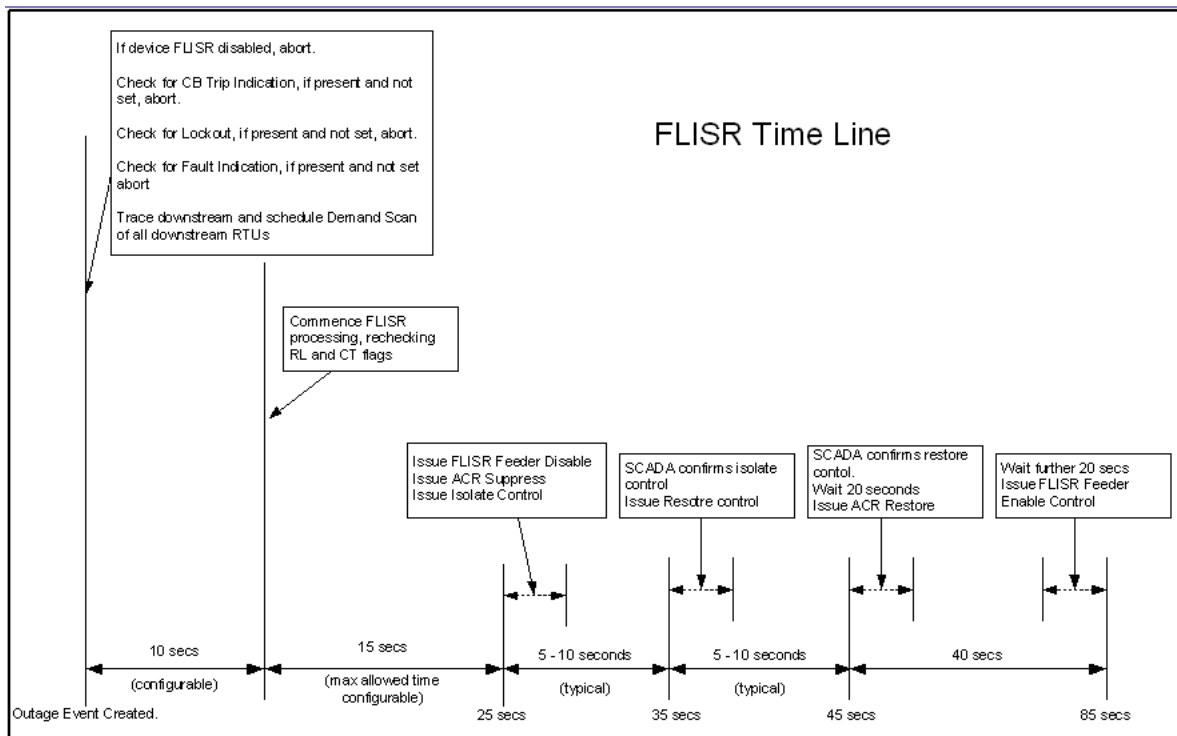 If device FLISR disabled, abort.
Check for CB Trip Indication, if present and not
set, abort.
Check for Lockout, if present and not set, abort.
Check for Fault Indication, if present and not set
abort
Trace downstream and schedule Demand Scan
of all downstream RTUs
FLISR Time Line
Commence FLISR
processing, rechecking
RL and CT flags
Issue FLISR Feeder Disable
Issue ACR Suppress
Issue Isolate Control
SCADA confirms isolate
control
Issue Resotre control
SCADA confirms restore
contol.
Wait 20 seconds
Issue ACR Restore
Wait further 20 secs
Issue FLISR Feeder
Enable Control
10 secs
(configurable)
15 secs
(max allowed time
configurable)
5 - 10 seconds
(typical)
5 - 10 seconds
(typical)
40 secs
Outage Event Created.
25 secs
35 secs
45 secs
85 secs